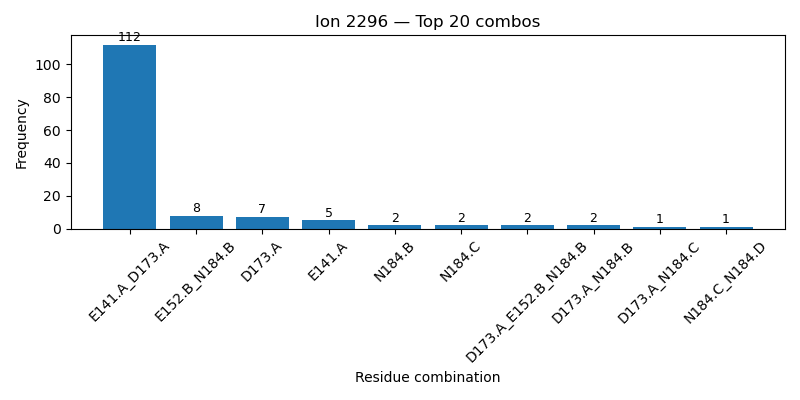 Ion 2296 — Top 20 combos
Frequency
100
80
60
40
20
0
112
8
7
5
2
2
2
2
1
1
E141.A_D173.A
E152.B_N184.B
D173.A
E141.A
N184.B
N184.C
D173.A_E152.B_N184.B
D173.A_N184.B
D173.A_N184.C
N184.C_N184.D
Residue combination